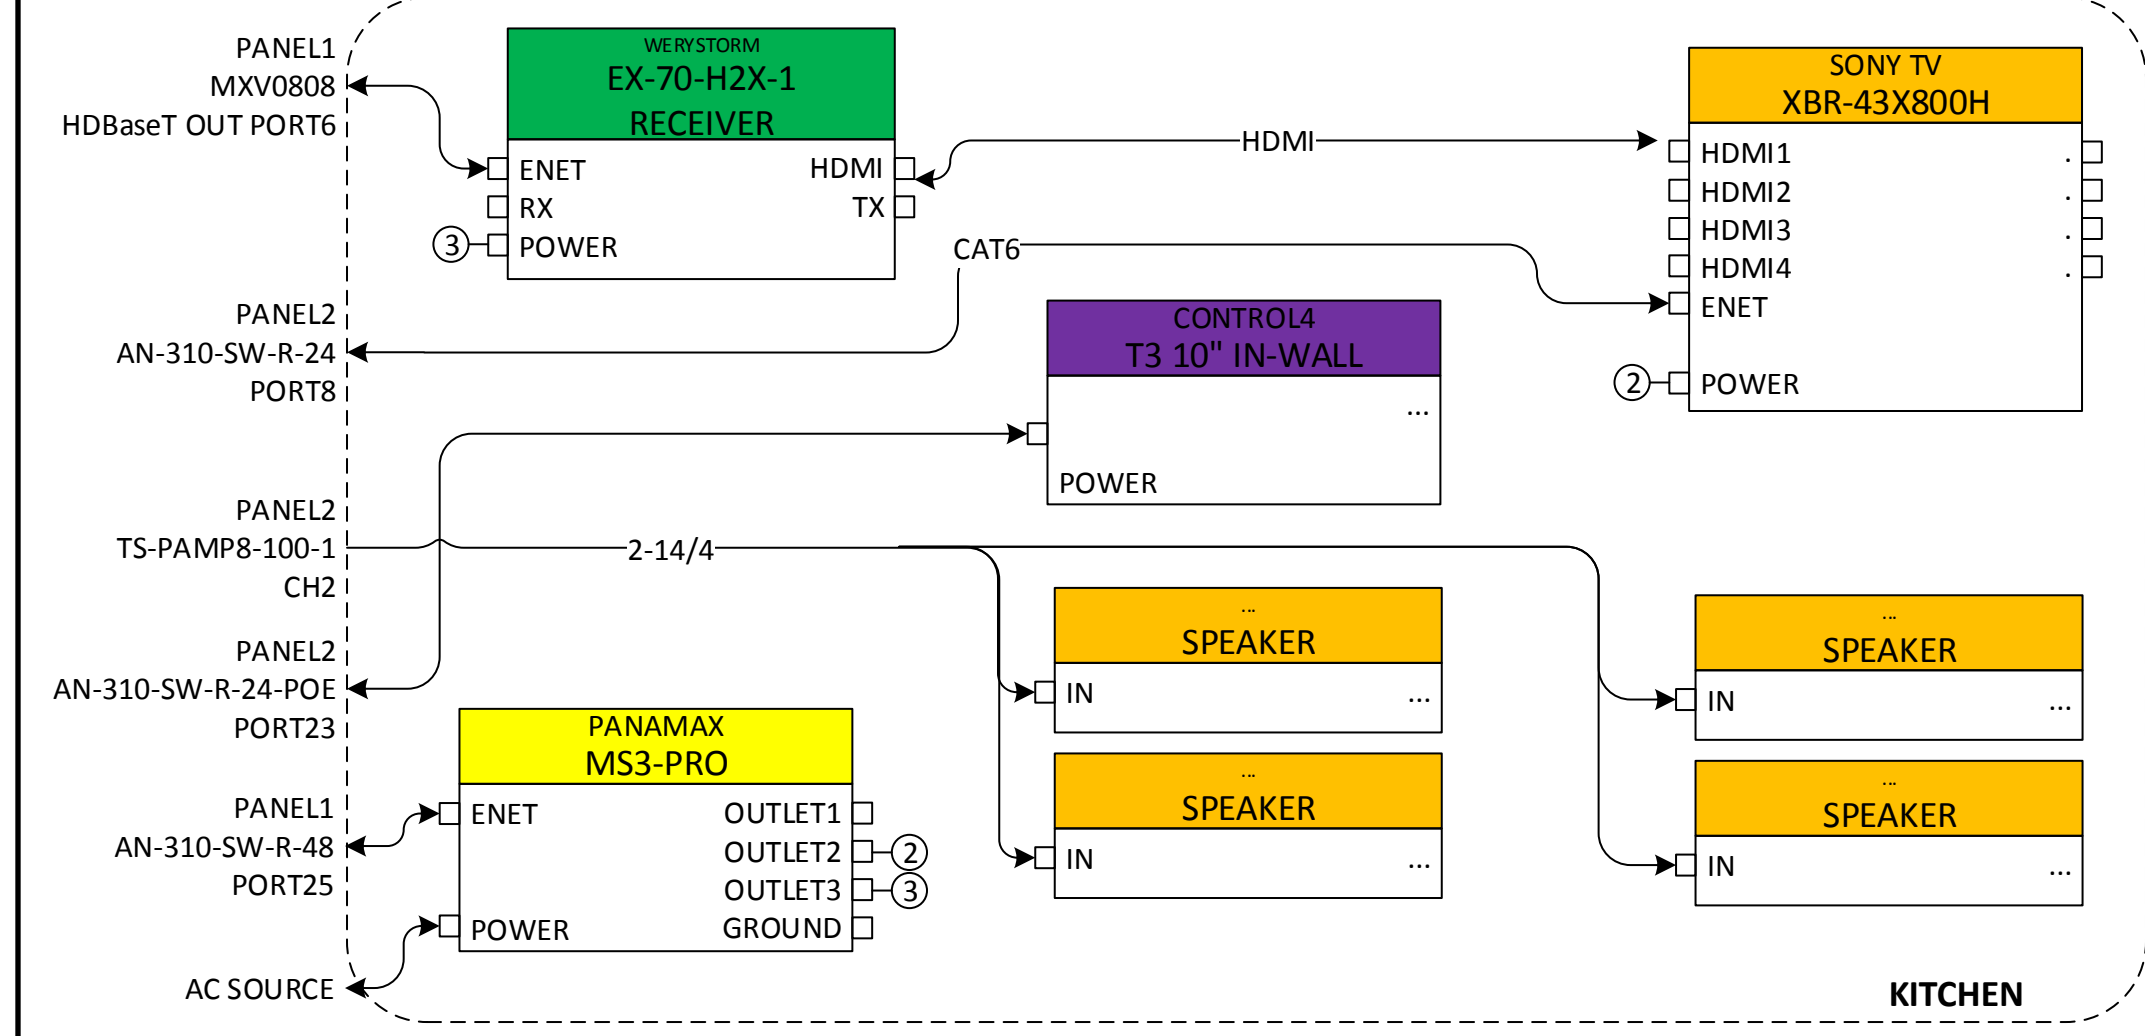 PANEL1
MXV0808
HDBaseT OUT PORT6
WERYSTORM
EX-70-H2X-1
RECEIVER
ENET
HDMI
RX
TX
3
POWER
HDMI
SONY TV
XBR-43X800H
HDMI1
.
HDMI2
.
HDMI3
.
HDMI4
.
ENET
2
POWER
CAT6
PANEL2
AN-310-SW-R-24
PORT8
CONTROL4
T3 10" IN-WALL
...
POWER
PANEL2
TS-PAMP8-100-1
CH2
2-14/4
PANEL2
AN-310-SW-R-24-POE
PORT23
...
SPEAKER
IN
...
...
SPEAKER
IN
...
...
SPEAKER
IN
...
...
SPEAKER
IN
...
PANAMAX
MS3-PRO
ENET
OUTLET1
OUTLET2
2
OUTLET3
3
POWER
GROUND
PANEL1
AN-310-SW-R-48
PORT25
AC SOURCE
KITCHEN